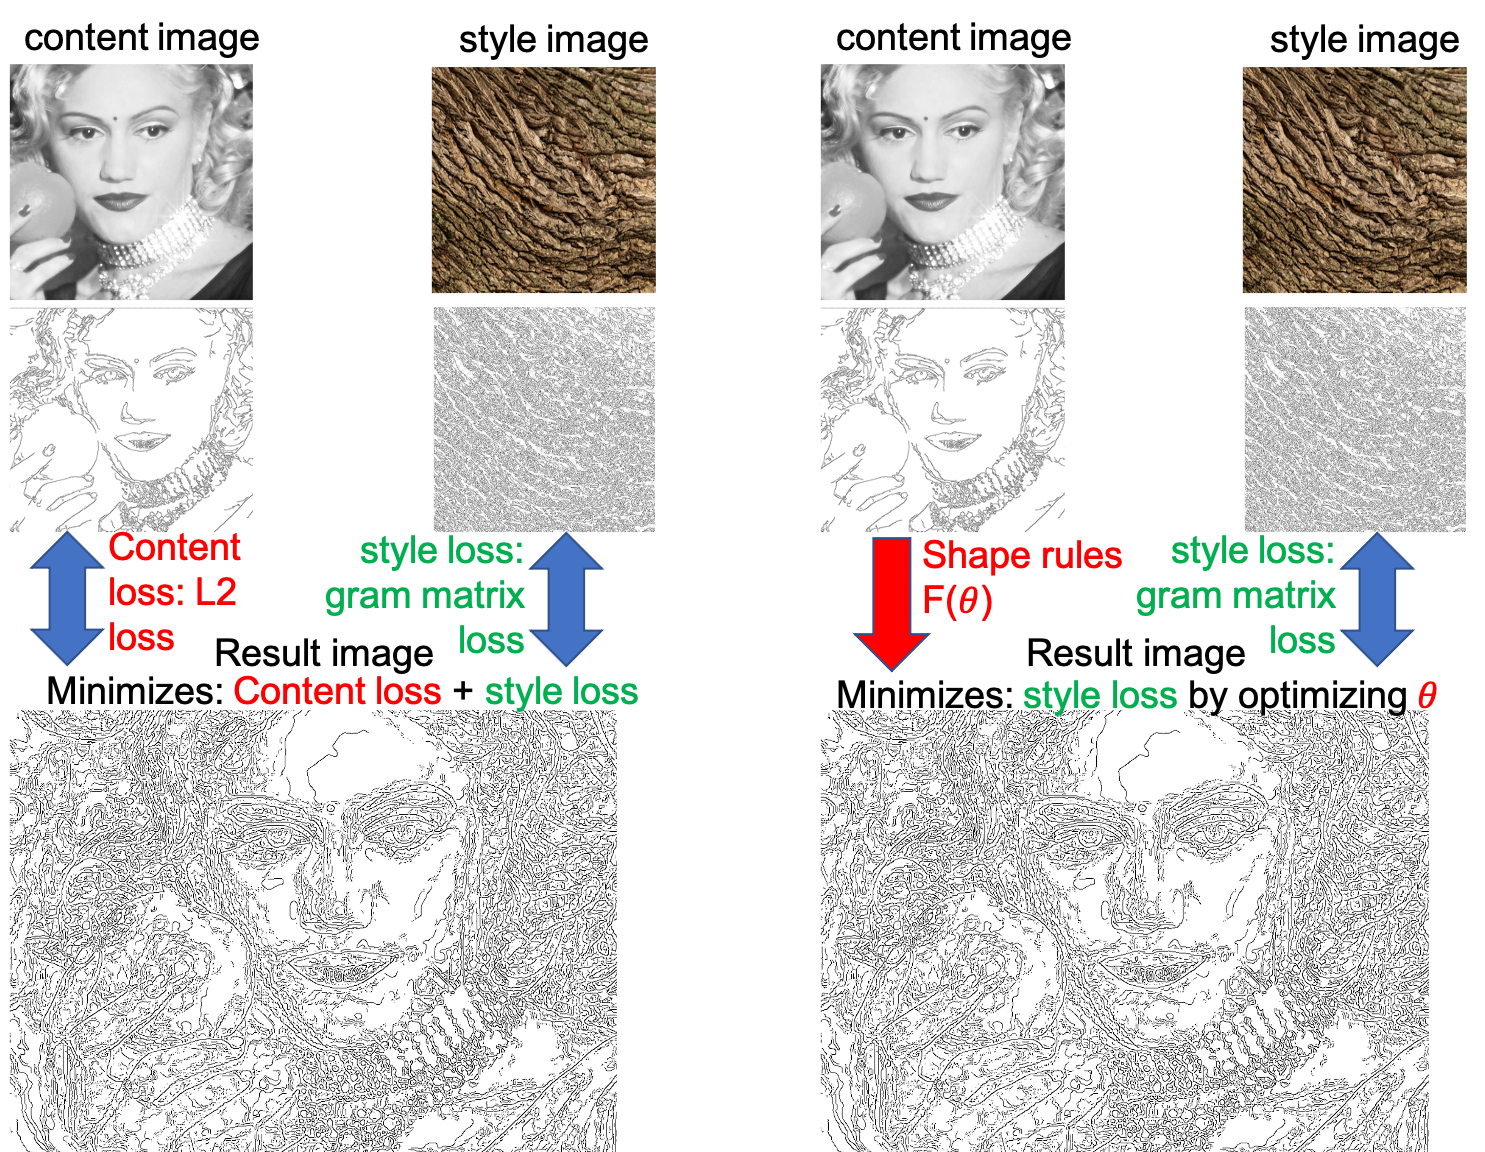 content image
style image
Content
loss: L2
loss
style loss:
gram matrix
loss
Result image
Minimizes: Content loss + style loss
content image
style image
Shape rules
F(θ)
style loss:
gram matrix
loss
Result image
Minimizes: style loss by optimizing θ